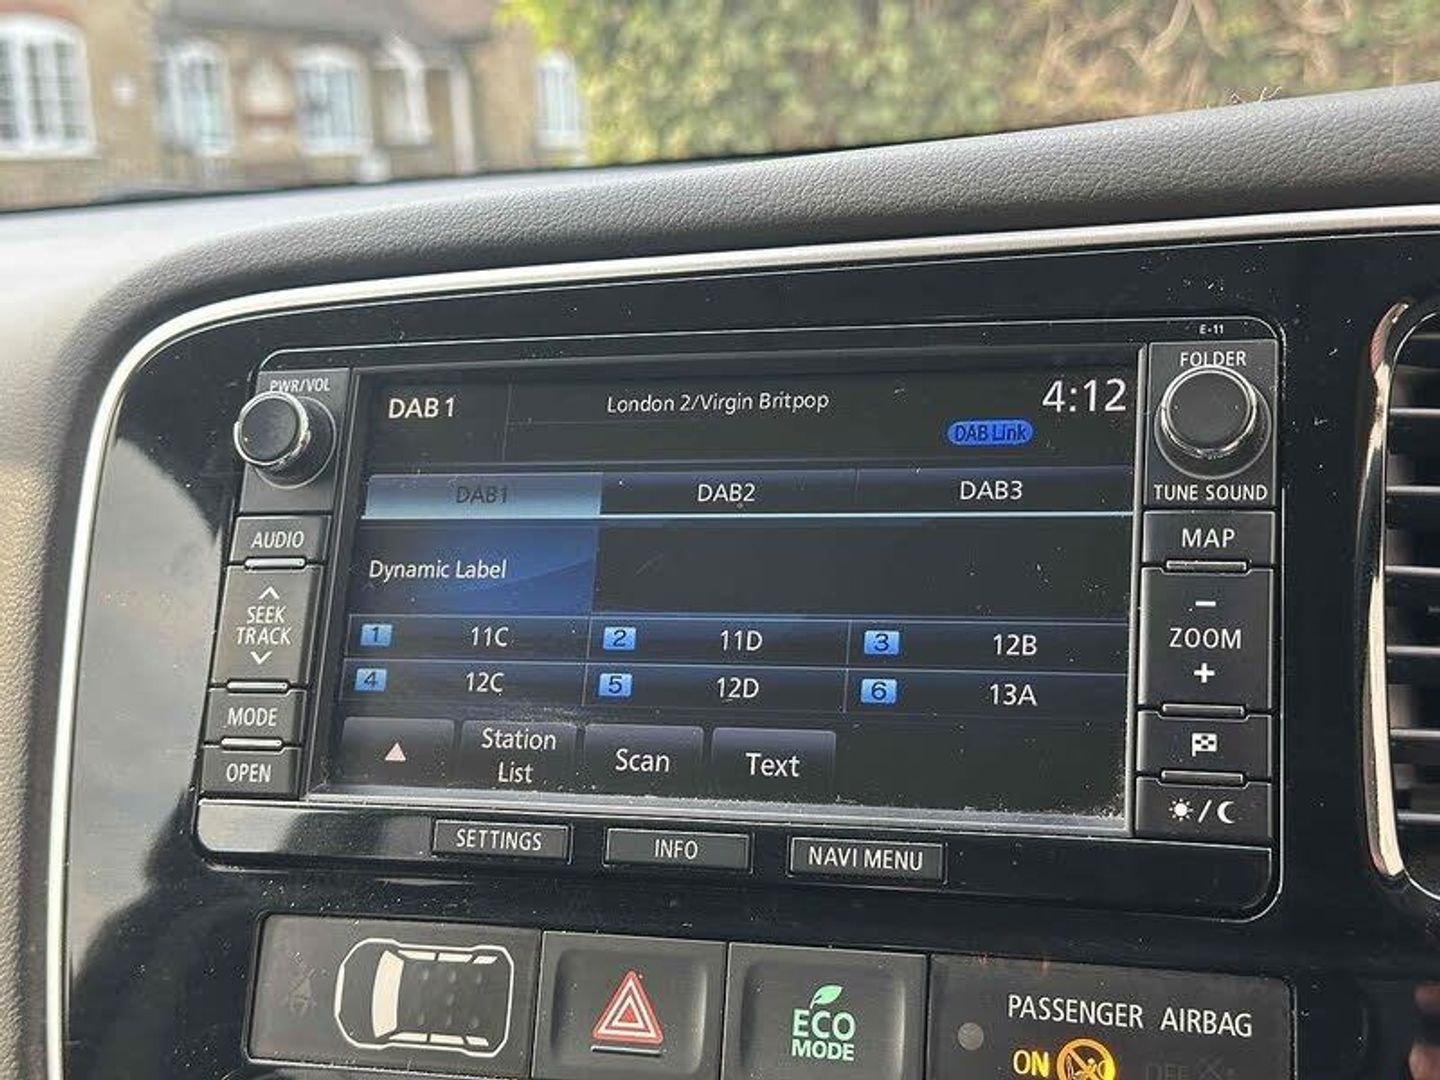 E-11
PWR/VOL
FOLDER
DAB 1
London 2/Virgin Britpop
4:12
DAB Link
DAB1 DAB2 DAB3
TUNE SOUND
AUDIO
MAP
Dynamic Label
SEEK
TRACK
ZOOM
1 11C 2 11D 3 12B
4 12C 5 12D 6 13A
MODE
Station
List
Scan
Text
OPEN
SETTINGS INFO NAVI MENU
ECO
MODE
PASSENGER AIRBAG
ON OFF